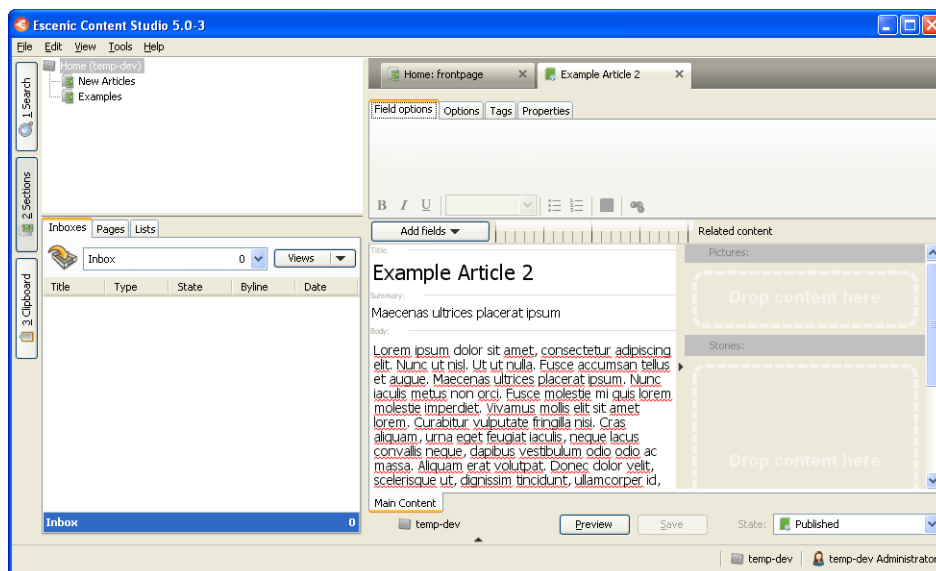 Escenic Content Studio 5.0-3
File Edit View Tools Help
1 Search
2 Sections
3 Clipboard
Home (temp-dev)
New Articles
Examples
Inboxes Pages Lists
Inbox 0 Views
Title Type State Byline Date
Inbox 0
Home: frontpage Example Article 2
Field options Options Tags Properties
B I U
Add fields Related content
Title:
Example Article 2
Summary:
Maecenas ultrices placerat ipsum
Body:
Lorem ipsum dolor sit amet, consectetur adipiscing
elit. Nunc ut nisl. Ut ut nulla. Fusce accumsan tellus
et augue. Maecenas ultrices placerat ipsum. Nunc
iaculis metus non orci. Fusce molestie mi quis lorem
molestie imperdiet. Vivamus mollis elit sit amet
lorem. Curabitur vulputate fringilla nisi. Cras
aliquam, urna eget feugiat iaculis, neque lacus
convallis neque, dapibus vestibulum odio odio ac
massa. Aliquam erat volutpat. Donec dolor velit,
scelerisque ut, dignissim tincidunt, ullamcorper id,
Pictures:
Drop content here
Stories:
Drop content here
Main Content
temp-dev Preview Save State: Published
temp-dev temp-dev Administrator